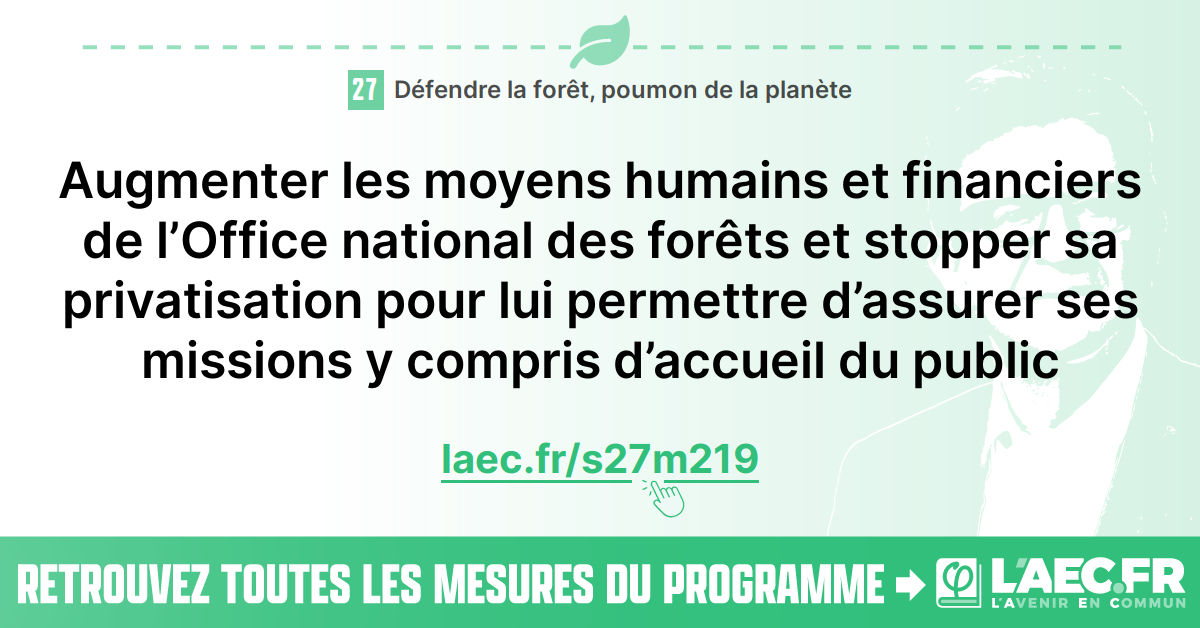 27 Défendre la forêt, poumon de la planète
Augmenter les moyens humains et financiers
de l’Office national des forêts et stopper sa
privatisation pour lui permettre d’assurer ses
missions y compris d’accueil du public
laec.fr/s27m219
RETROUVEZ TOUTES LES MESURES DU PROGRAMME
φ L'AEC.FR
L'AVENIR EN COMMUN